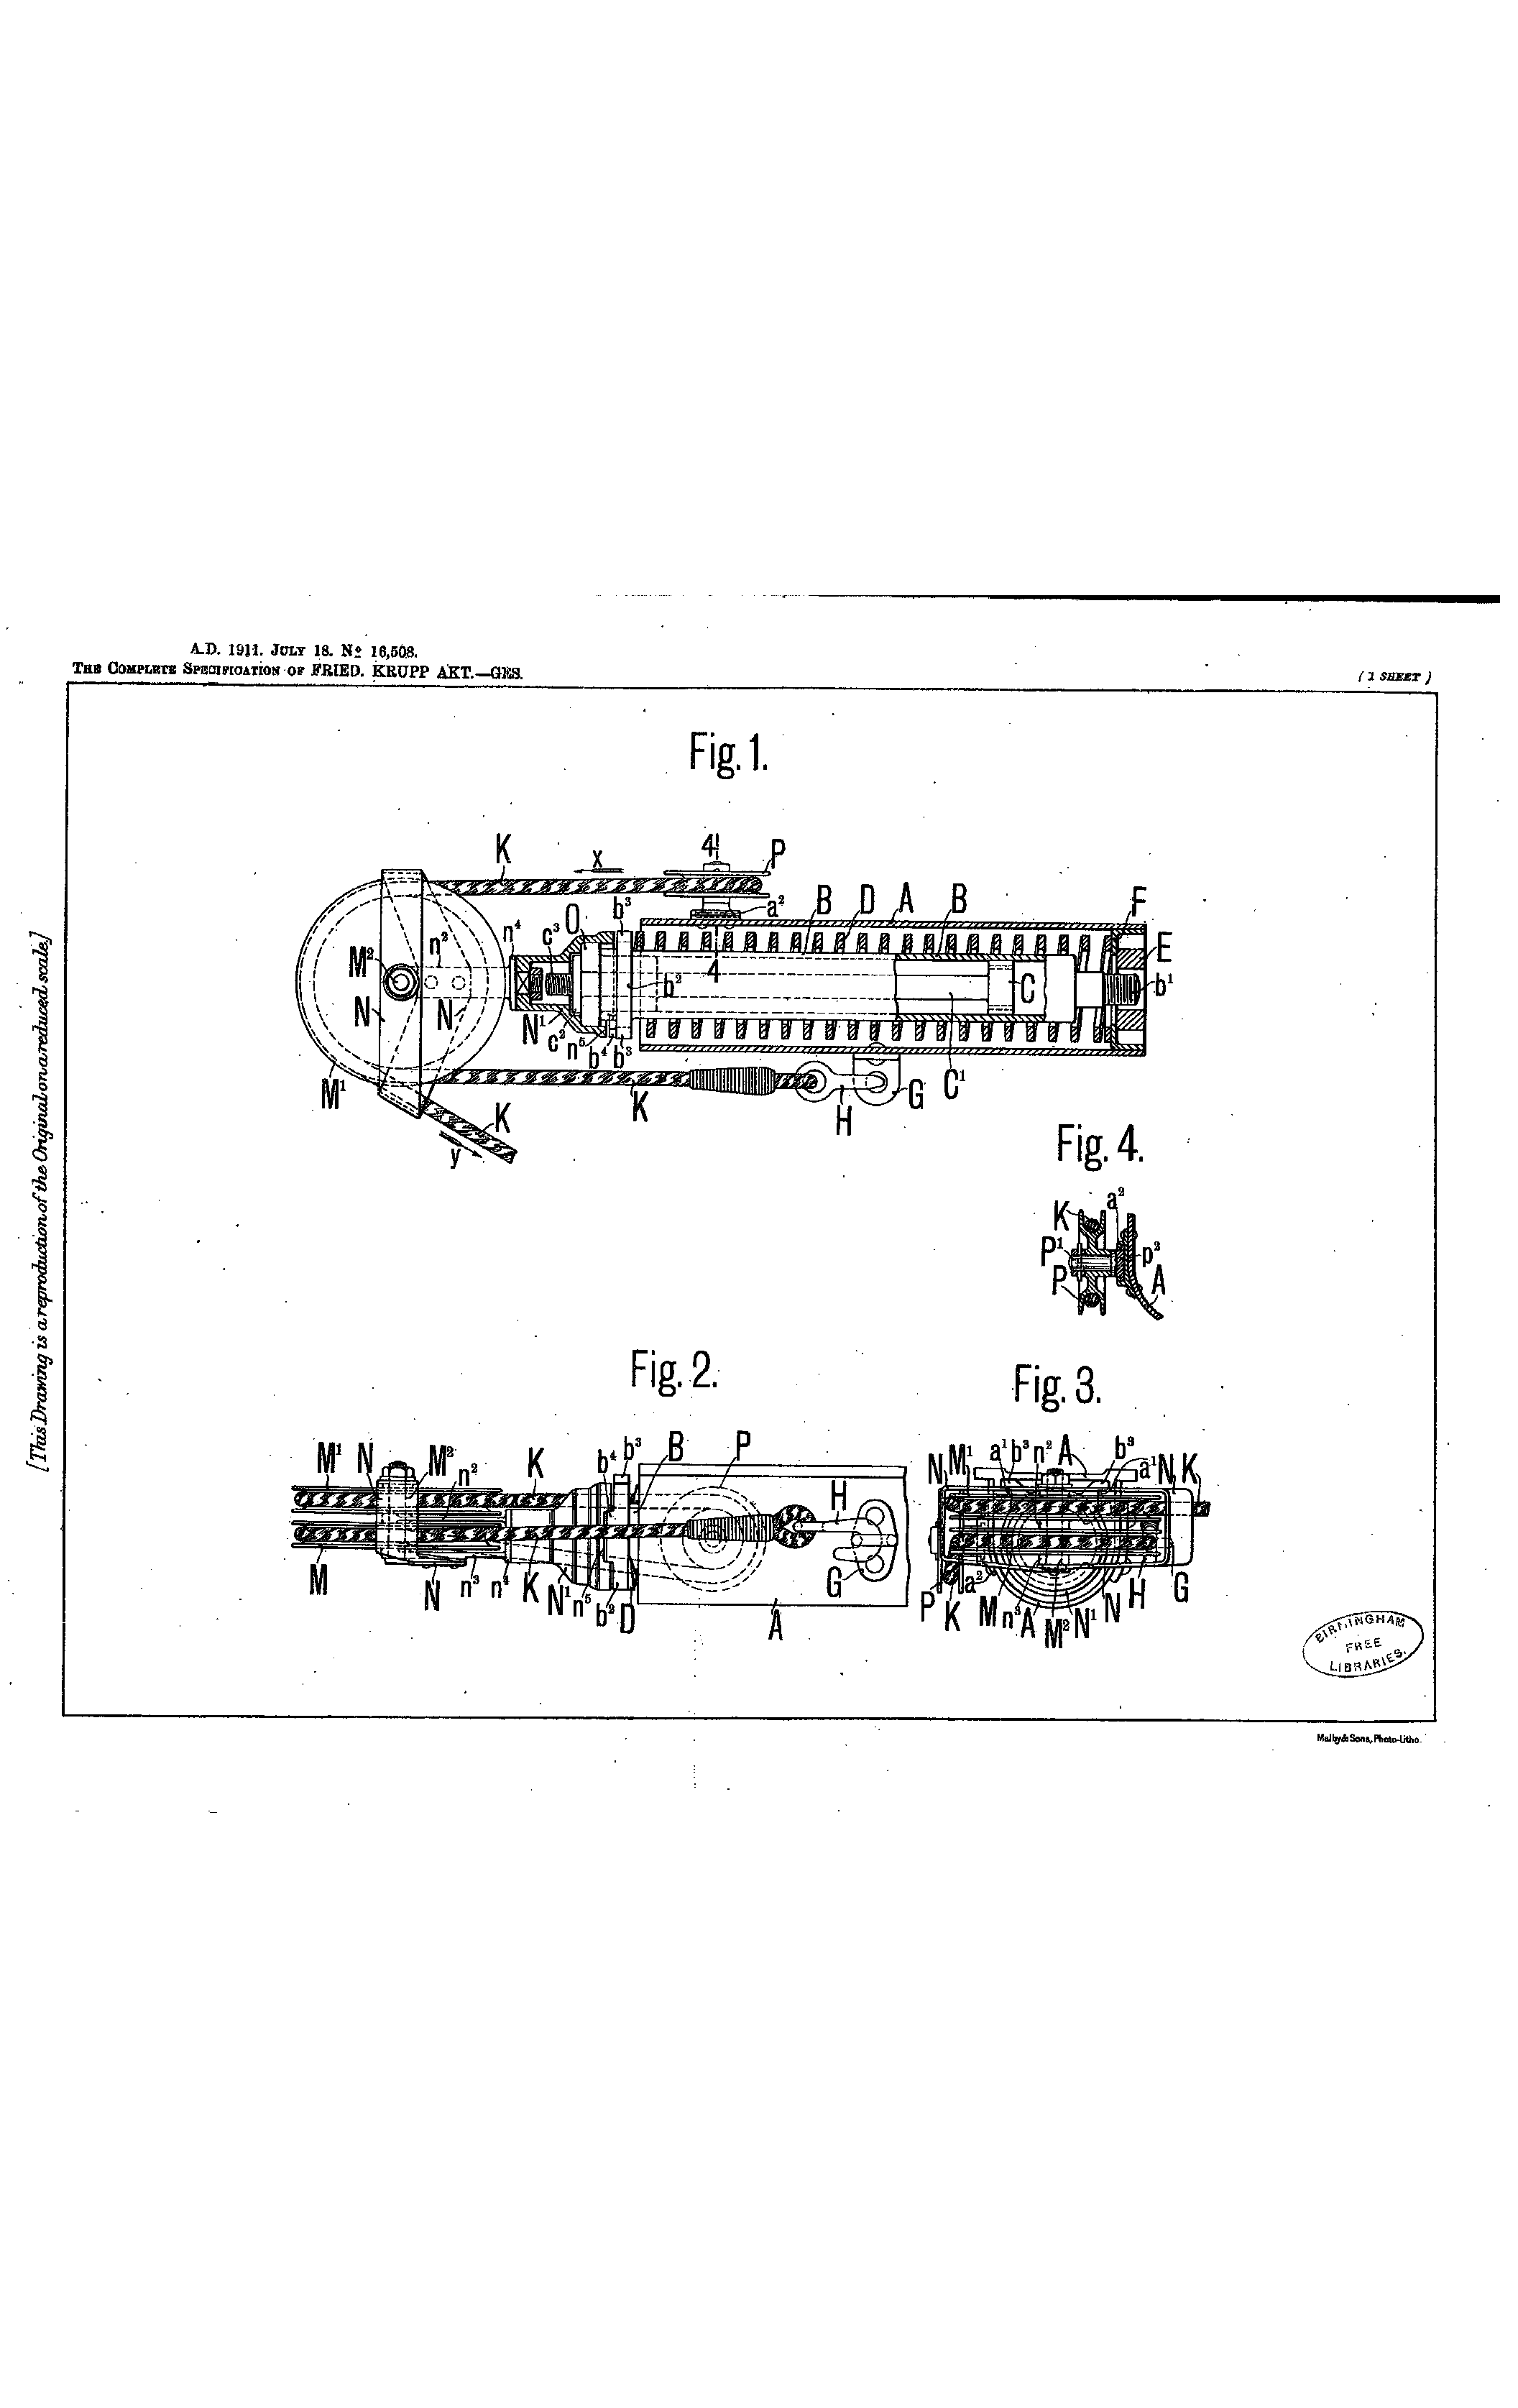 A.D. 1911. JULY 18. Nº 16,508.
THE COMPLETE SPECIFICATION OF FRIED. KRUPP AKT.—GES.
( 1 SHEET )
[This Drawing is a reproduction of the Original on a reduced scale.]
Fig. 1.
K x 4 P
n⁴ c³ O b³ a² B D A B F
M² n² E
4 b² C b¹
N N N¹ c² n⁵ b⁴ b³
M¹ K H G C¹
K
y
Fig. 4.
a²
K
P¹ p²
P A
Fig. 2.
M¹ N M² n² K b⁴ b³ B P
H
M N n³ n⁴ K N¹ n⁵ b² D A G
Fig. 3.
N M¹ a¹ b³ n² A b³ a¹ N K
P K a² M n³ A M² N¹ N H G
BIRMINGHAM
FREE
LIBRARIES.
Malby & Sons, Photo-Litho.